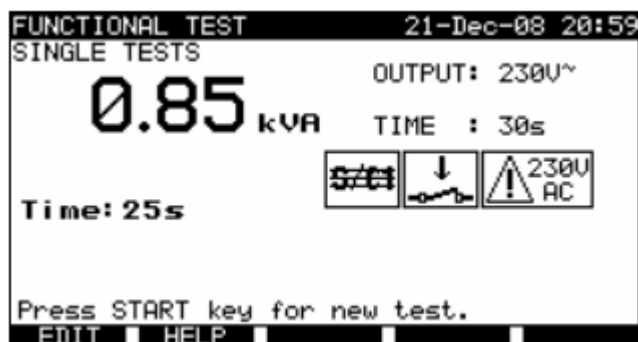 FUNCTIONAL TEST 21-Dec-08 20:59
SINGLE TESTS
OUTPUT: 230V~
0.85 kVA
TIME : 30s
230V
AC
Time: 25s
Press START key for new test.
EDIT HELP